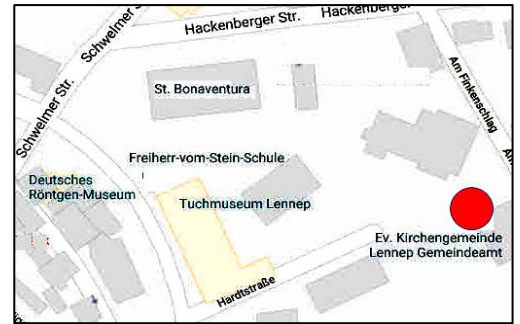 Hackenberger Str.
Hackenberger
Schwelmer Str.
Schwelmer Str.
St. Bonaventura
Am Finkenschlag
Freiherr-vom-Stein-Schule
Deutsches
Röntgen-Museum
Tuchmuseum Lennep
Ev. Kirchengemeinde
Lennep Gemeindeamt
Hardtstraße